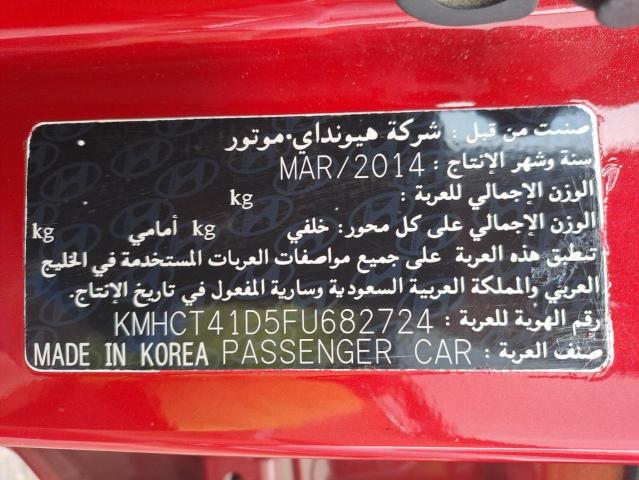 صنعت من قبل : شركة هيونداي.موتور
سنة وشهر الإنتاج : MAR/2014
الوزن الإجمالي للعربة : kg
الوزن الإجمالي على كل محور : خلفي kg أمامي kg
تنطبق هذه العربة على جميع مواصفات العربات المستخدمة في الخليج
العربي والمملكة العربية السعودية وسارية المفعول في تاريخ الإنتاج.
رقم الهوية للعربة : KMHCT41D5FU682724
صنف العربة : PASSENGER CAR MADE IN KOREA